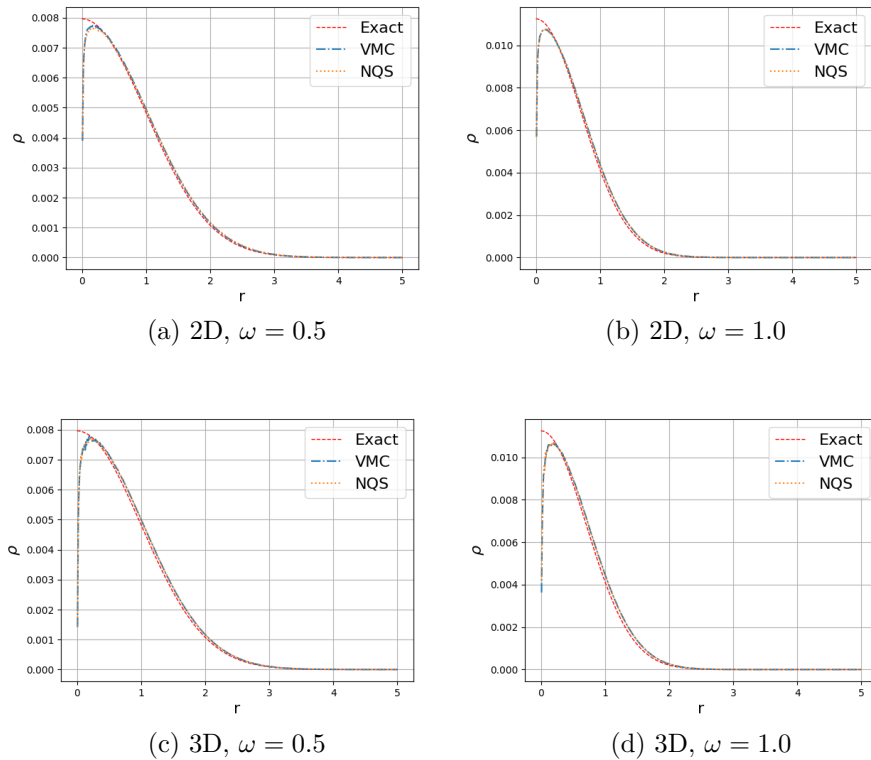 0.008
0.007
0.006
0.005
0.004
0.003
0.002
0.001
0.000
ρ
Exact
VMC
NQS
0 1 2 3 4 5
r
(a) 2D, ω = 0.5
0.010
0.008
0.006
0.004
0.002
0.000
ρ
Exact
VMC
NQS
0 1 2 3 4 5
r
(b) 2D, ω = 1.0
0.008
0.007
0.006
0.005
0.004
0.003
0.002
0.001
0.000
ρ
Exact
VMC
NQS
0 1 2 3 4 5
r
(c) 3D, ω = 0.5
0.010
0.008
0.006
0.004
0.002
0.000
ρ
Exact
VMC
NQS
0 1 2 3 4 5
r
(d) 3D, ω = 1.0